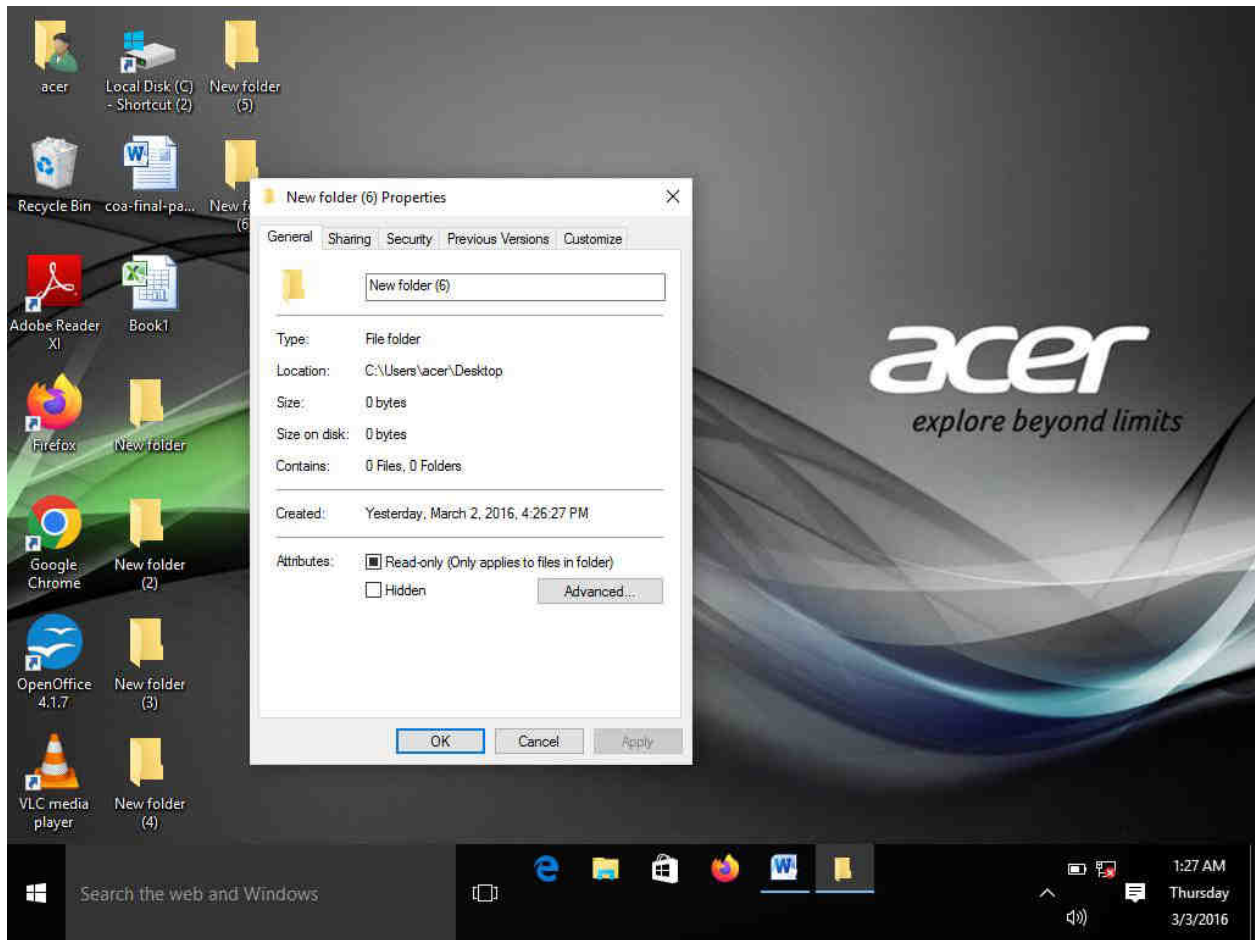 acer
Local Disk (C)
- Shortcut (2)
New folder
(5)
Recycle Bin
coa-final-pa...
New f
(6
Adobe Reader
XI
Book1
Firefox
New folder
Google
Chrome
New folder
(2)
OpenOffice
4.1.7
New folder
(3)
VLC media
player
New folder
(4)
New folder (6) Properties
General Sharing Security Previous Versions Customize
New folder (6)
Type: File folder
Location: C:\Users\acer\Desktop
Size: 0 bytes
Size on disk: 0 bytes
Contains: 0 Files, 0 Folders
Created: Yesterday, March 2, 2016, 4:26:27 PM
Attributes: Read-only (Only applies to files in folder)
Hidden Advanced...
OK Cancel Apply
acer
explore beyond limits
Search the web and Windows
1:27 AM
Thursday
3/3/2016